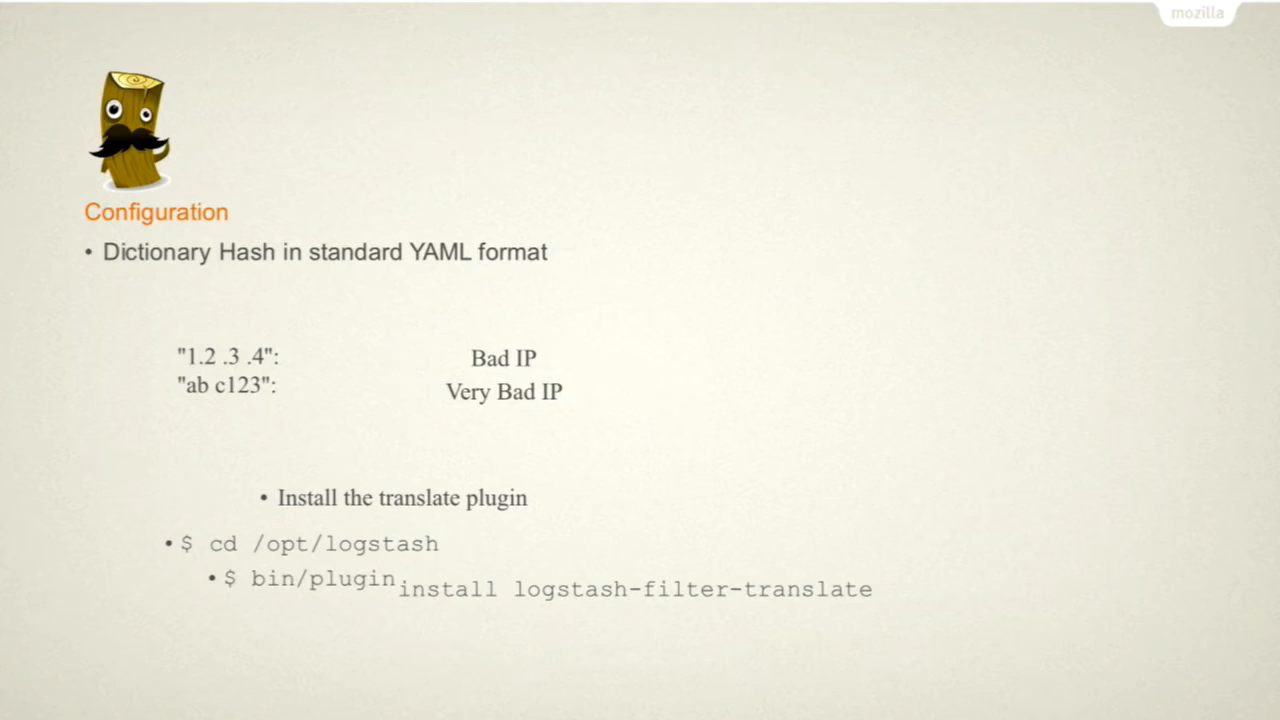 mozilla
Configuration
• Dictionary Hash in standard YAML format
"1.2 .3 .4": Bad IP
"ab c123": Very Bad IP
• Install the translate plugin
• $ cd /opt/logstash
• $ bin/plugin install logstash-filter-translate